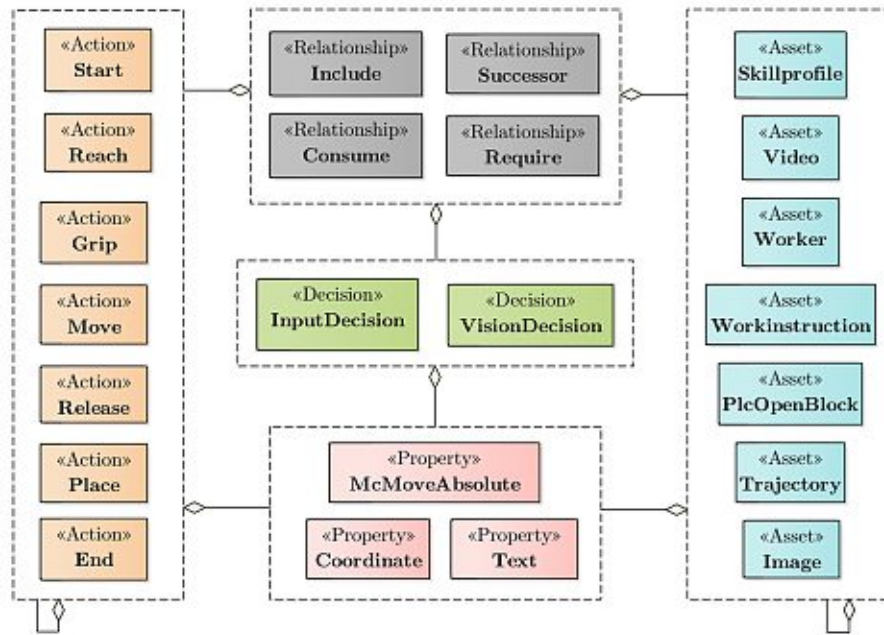 «Action»
Start
«Action»
Reach
«Action»
Grip
«Action»
Move
«Action»
Release
«Action»
Place
«Action»
End
«Relationship»
Include
«Relationship»
Successor
«Relationship»
Consume
«Relationship»
Require
«Decision»
InputDecision
«Decision»
VisionDecision
«Property»
McMoveAbsolute
«Property»
Coordinate
«Property»
Text
«Asset»
Skillprofile
«Asset»
Video
«Asset»
Worker
«Asset»
Workinstruction
«Asset»
PlcOpenBlock
«Asset»
Trajectory
«Asset»
Image